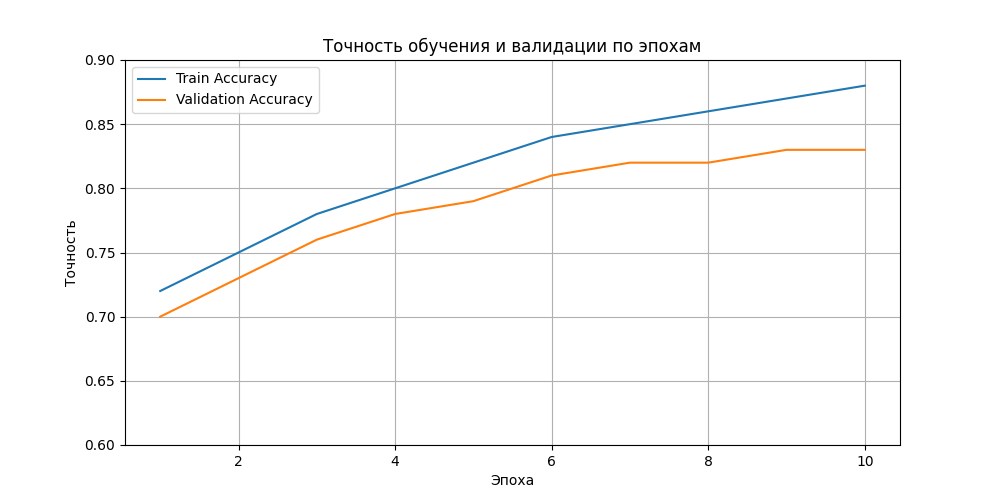 Точность обучения и валидации по эпохам
Train Accuracy
Validation Accuracy
0.90
0.85
0.80
0.75
0.70
0.65
0.60
Точность
2 4 6 8 10
Эпоха